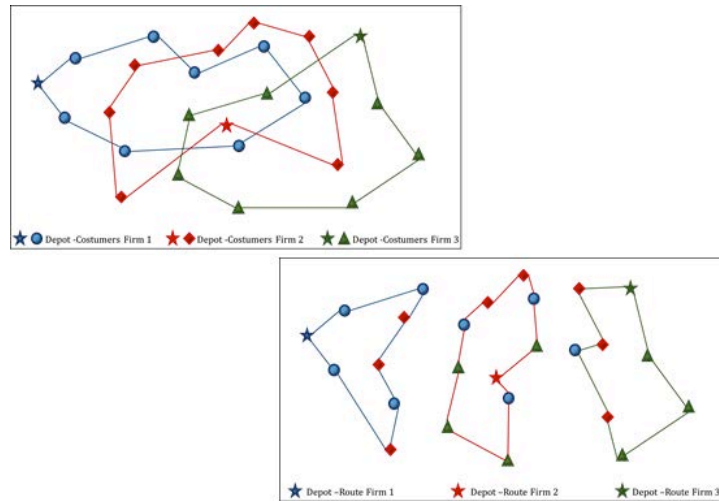 Depot -Costumers Firm 1 Depot -Costumers Firm 2 Depot -Costumers Firm 3
Depot –Route Firm 1 Depot –Route Firm 2 Depot –Route Firm 3